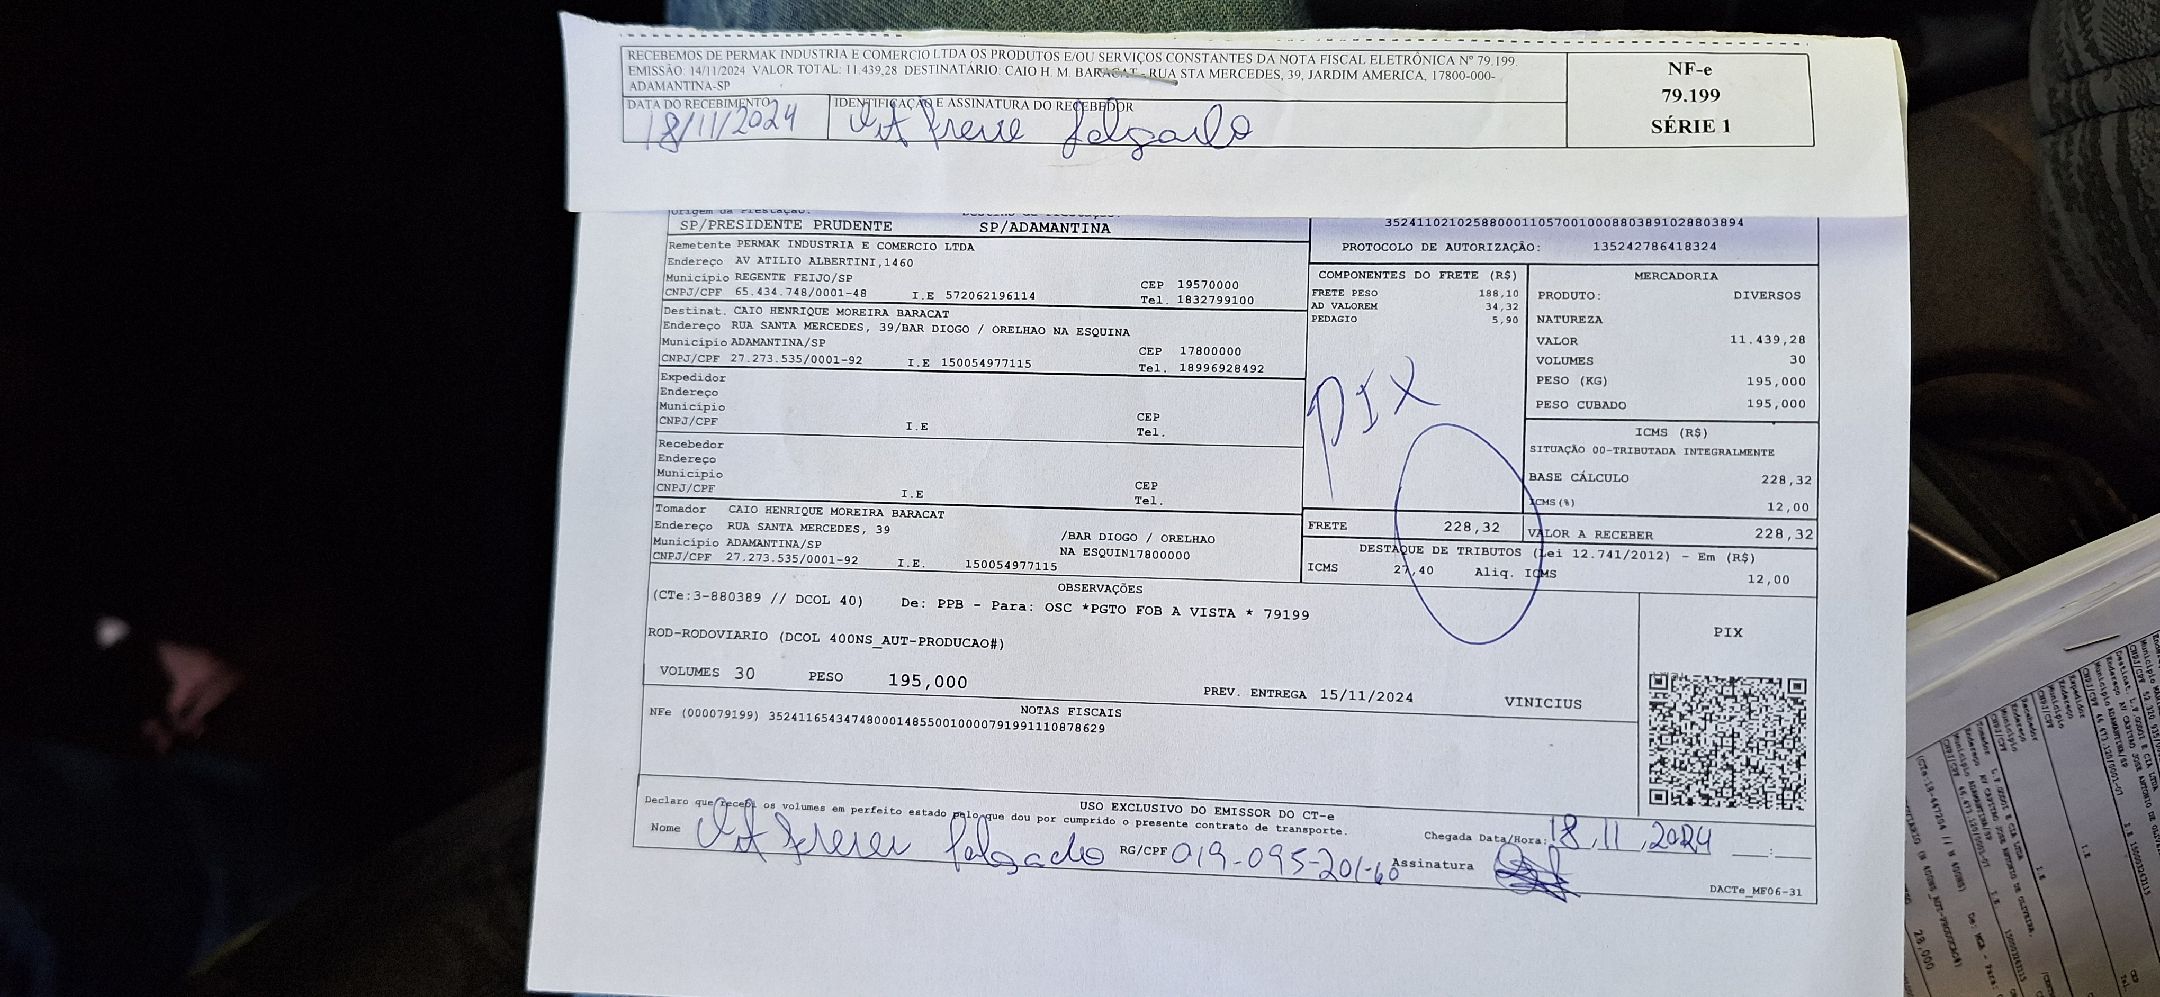 RECEBEMOS DE PERMAK INDUSTRIA E COMERCIO LTDA OS PRODUTOS E/OU SERVIÇOS CONSTANTES DA NOTA FISCAL ELETRÔNICA Nº 79.199.
EMISSÃO: 14/11/2024 VALOR TOTAL: 11.439,28 DESTINATÁRIO: CAIO H. M. BARACAT - RUA STA MERCEDES, 39, JARDIM AMERICA, 17800-000-
ADAMANTINA-SP
NF-e
79.199
SÉRIE 1
DATA DO RECEBIMENTO
18/11/2024
IDENTIFICAÇÃO E ASSINATURA DO RECEBEDOR
Salgado
Origem da Prestação:
SP/PRESIDENTE PRUDENTE SP/ADAMANTINA
PROTOCOLO DE AUTORIZAÇÃO: 135242786418324
Remetente PERMAK INDUSTRIA E COMERCIO LTDA
Endereço AV ATILIO ALBERTINI,1460
Município REGENTE FEIJO/SP CEP 19570000
CNPJ/CPF 65.434.748/0001-48 I.E 572062196114 Tel. 1832799100
Destinat. CAIO HENRIQUE MOREIRA BARACAT
Endereço RUA SANTA MERCEDES, 39/BAR DIOGO / ORELHAO NA ESQUINA
Município ADAMANTINA/SP CEP 17800000
CNPJ/CPF 27.273.535/0001-92 I.E 150054977115 Tel. 18996928492
Expedidor
Endereço
Município CEP
CNPJ/CPF I.E Tel.
Recebedor
Endereço
Município CEP
CNPJ/CPF I.E Tel.
Tomador CAIO HENRIQUE MOREIRA BARACAT
Endereço RUA SANTA MERCEDES, 39 /BAR DIOGO / ORELHAO
Município ADAMANTINA/SP NA ESQUIN17800000
CNPJ/CPF 27.273.535/0001-92 I.E. 150054977115
COMPONENTES DO FRETE (R$)
FRETE PESO 188,10
AD VALOREM 34,32
PEDAGIO 5,90
PIX
FRETE 228,32
MERCADORIA
PRODUTO: DIVERSOS
NATUREZA
VALOR 11.439,28
VOLUMES 30
PESO (KG) 195,000
PESO CUBADO 195,000
ICMS (R$)
SITUAÇÃO 00-TRIBUTADA INTEGRALMENTE
BASE CÁLCULO 228,32
ICMS(%) 12,00
VALOR A RECEBER 228,32
DESTAQUE DE TRIBUTOS (Lei 12.741/2012) - Em (R$)
ICMS 27,40 Aliq. ICMS 12,00
OBSERVAÇÕES
(CTe:3-880389 // DCOL 40) De: PPB - Para: OSC *PGTO FOB A VISTA * 79199
ROD-RODOVIARIO (DCOL 400NS_AUT-PRODUCAO#)
VOLUMES 30 PESO 195,000 PREV. ENTREGA 15/11/2024 VINICIUS
PIX
NOTAS FISCAIS
NFe (000079199) 35241165434748000148550010000791991110878629
USO EXCLUSIVO DO EMISSOR DO CT-e
Declaro que recebi os volumes em perfeito estado pelo que dou por cumprido o presente contrato de transporte.
Nome Salgado RG/CPF 019-095-201-60 Assinatura
Chegada Data/Hora: 18,11,2024 __:__
DACTe_MF06-31